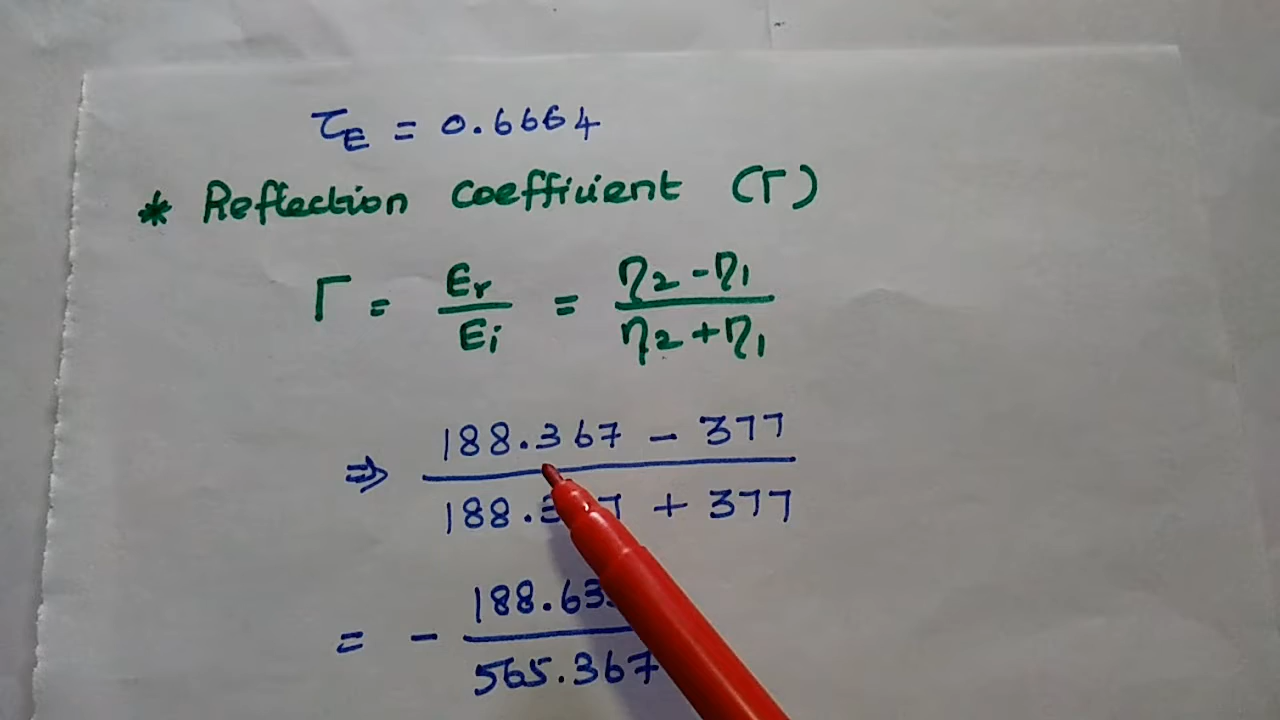 τE = 0.6664
* Reflection coefficient (Γ)
Γ = Er/Ei = η2-η1/η2+η1
⇒ 188.367 - 377/188. + 377
= - 188.63/565.367